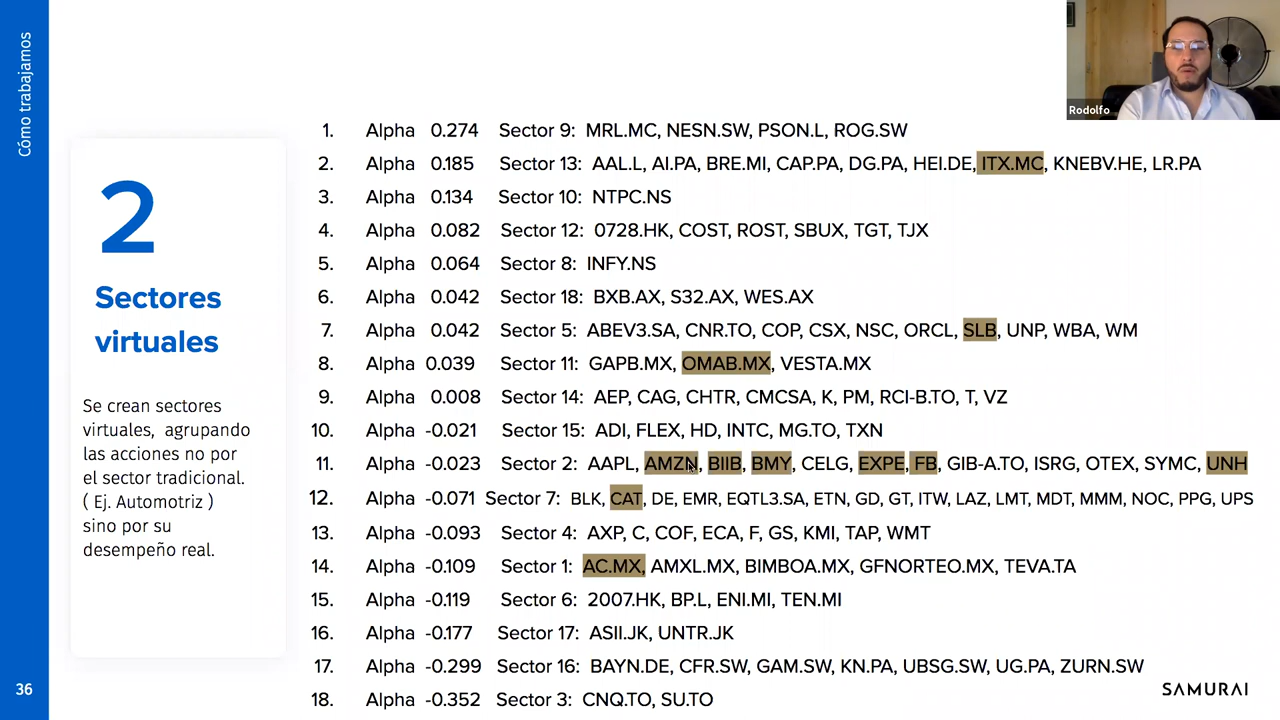 Cómo trabajamos
Rodolfo
2
Sectores
virtuales
Se crean sectores
virtuales, agrupando
las acciones no por
el sector tradicional.
( Ej. Automotriz )
sino por su
desempeño real.
1. Alpha 0.274 Sector 9: MRL.MC, NESN.SW, PSON.L, ROG.SW
2. Alpha 0.185 Sector 13: AAL.L, AI.PA, BRE.MI, CAP.PA, DG.PA, HEI.DE, ITX.MC, KNEBV.HE, LR.PA
3. Alpha 0.134 Sector 10: NTPC.NS
4. Alpha 0.082 Sector 12: 0728.HK, COST, ROST, SBUX, TGT, TJX
5. Alpha 0.064 Sector 8: INFY.NS
6. Alpha 0.042 Sector 18: BXB.AX, S32.AX, WES.AX
7. Alpha 0.042 Sector 5: ABEV3.SA, CNR.TO, COP, CSX, NSC, ORCL, SLB, UNP, WBA, WM
8. Alpha 0.039 Sector 11: GAPB.MX, OMAB.MX, VESTA.MX
9. Alpha 0.008 Sector 14: AEP, CAG, CHTR, CMCSA, K, PM, RCI-B.TO, T, VZ
10. Alpha -0.021 Sector 15: ADI, FLEX, HD, INTC, MG.TO, TXN
11. Alpha -0.023 Sector 2: AAPL, AMZN, BIIB, BMY, CELG, EXPE, FB, GIB-A.TO, ISRG, OTEX, SYMC, UNH
12. Alpha -0.071 Sector 7: BLK, CAT, DE, EMR, EQTL3.SA, ETN, GD, GT, ITW, LAZ, LMT, MDT, MMM, NOC, PPG, UPS
13. Alpha -0.093 Sector 4: AXP, C, COF, ECA, F, GS, KMI, TAP, WMT
14. Alpha -0.109 Sector 1: AC.MX, AMXL.MX, BIMBOA.MX, GFNORTEO.MX, TEVA.TA
15. Alpha -0.119 Sector 6: 2007.HK, BP.L, ENI.MI, TEN.MI
16. Alpha -0.177 Sector 17: ASII.JK, UNTR.JK
17. Alpha -0.299 Sector 16: BAYN.DE, CFR.SW, GAM.SW, KN.PA, UBSG.SW, UG.PA, ZURN.SW
18. Alpha -0.352 Sector 3: CNQ.TO, SU.TO
36
SAMURAI